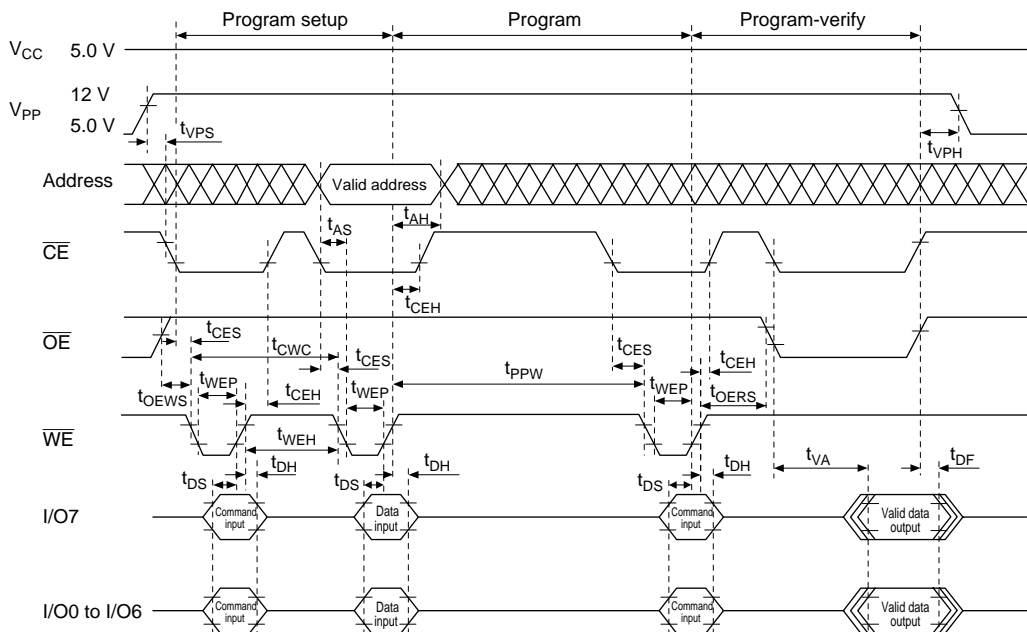 Program setup Program Program-verify
VCC 5.0 V
VPP 12 V
5.0 V
tVPS
tVPH
Address Valid address
tAH
tAS
CE
tCEH
OE
tCES
tCWC tCES tCES tCEH
tPPW
tWEP tWEP tWEP
tOEWS tCEH tOERS
WE
tWEH
tVA
tDH tDH tDH tDF
tDS tDS tDS
I/O7 Command input Data input Command input Valid data output
I/O0 to I/O6 Command input Data input Command input Valid data output